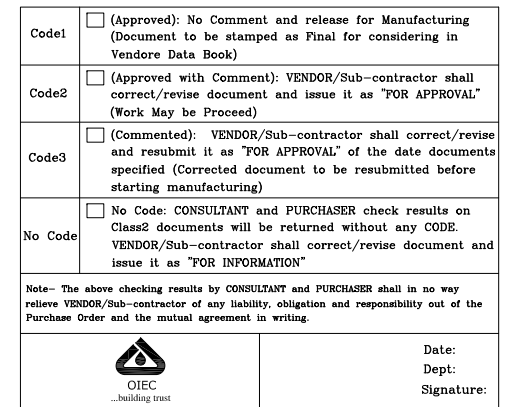 Code1
(Approved): No Comment and release for Manufacturing
(Document to be stamped as Final for considering in
Vendore Data Book)
Code2
(Approved with Comment): VENDOR/Sub-contractor shall
correct/revise document and issue it as "FOR APPROVAL"
(Work May be Proceed)
Code3
(Commented): VENDOR/Sub-contractor shall correct/revise
and resubmit it as "FOR APPROVAL" of the date documents
specified (Corrected document to be resubmitted before
starting manufacturing)
No Code
No Code: CONSULTANT and PURCHASER check results on
Class2 documents will be returned without any CODE.
VENDOR/Sub-contractor shall correct/revise document and
issue it as "FOR INFORMATION"
Note- The above checking results by CONSULTANT and PURCHASER shall in no way
relieve VENDOR/Sub-contractor of any liability, obligation and responsibility out of the
Purchase Order and the mutual agreement in writing.
OIEC
...building trust
Date:
Dept:
Signature: